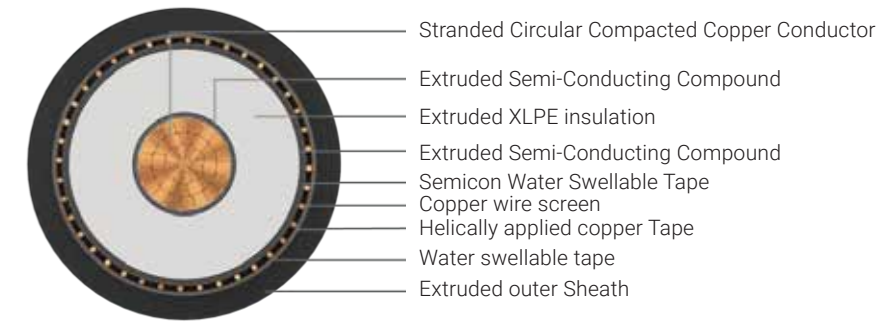 Stranded Circular Compacted Copper Conductor
Extruded Semi-Conducting Compound
Extruded XLPE insulation
Extruded Semi-Conducting Compound
Semicon Water Swellable Tape
Copper wire screen
Helically applied copper Tape
Water swellable tape
Extruded outer Sheath